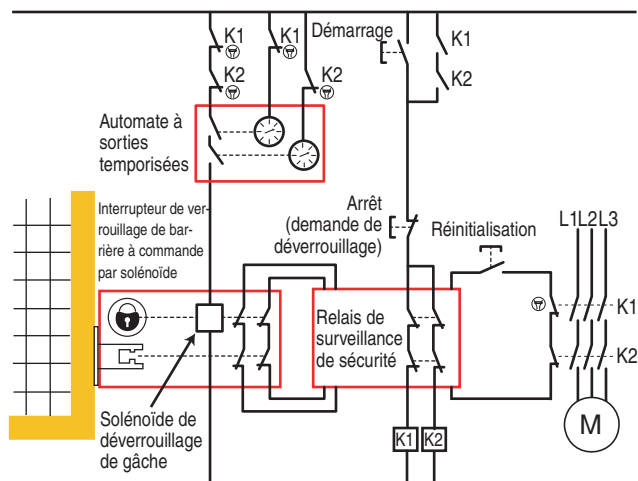 K1
K1
Démarrage
K1
K2
K2
K2
Automate à
sorties
temporisées
Interrupteur de ver-
rouillage de bar-
rière à commande
par solénoïde
Arrêt
(demande de
déverrouillage)
Réinitialisation
L1L2L3
K1
Relais de
surveillance
de sécurité
K2
Solénoïde de
déverrouillage
de gâche
K1
K2
M